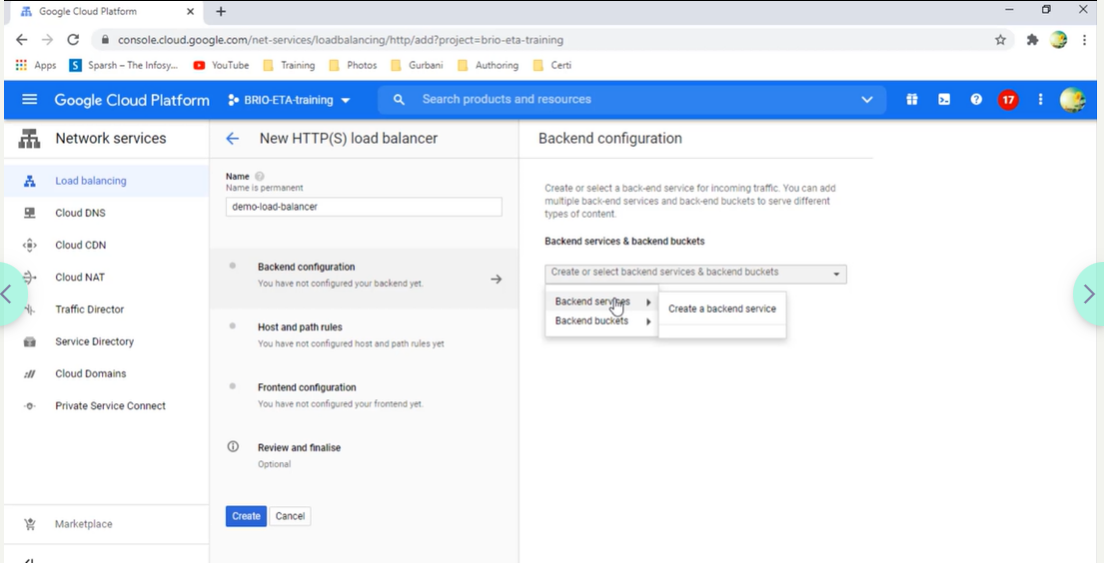 Google Cloud Platform
console.cloud.google.com/net-services/loadbalancing/http/add?project=brio-eta-training
Apps
S
Sparsh – The Infosy...
YouTube
Training
Photos
Gurbani
Authoring
Certi
Google Cloud Platform
BRIO-ETA-training
Search products and resources
17
Network services
New HTTP(S) load balancer
Backend configuration
Load balancing
Cloud DNS
Cloud CDN
Cloud NAT
Traffic Director
Service Directory
Cloud Domains
Private Service Connect
Marketplace
Name
Name is permanent
demo-load-balancer
Backend configuration
You have not configured your backend yet.
Host and path rules
You have not configured host and path rules yet
Frontend configuration
You have not configured your frontend yet.
Review and finalise
Optional
Create
Cancel
Create or select a back-end service for incoming traffic. You can add
multiple back-end services and back-end buckets to serve different
types of content.
Backend services & backend buckets
Create or select backend services & backend buckets
Backend services
Backend buckets
Create a backend service